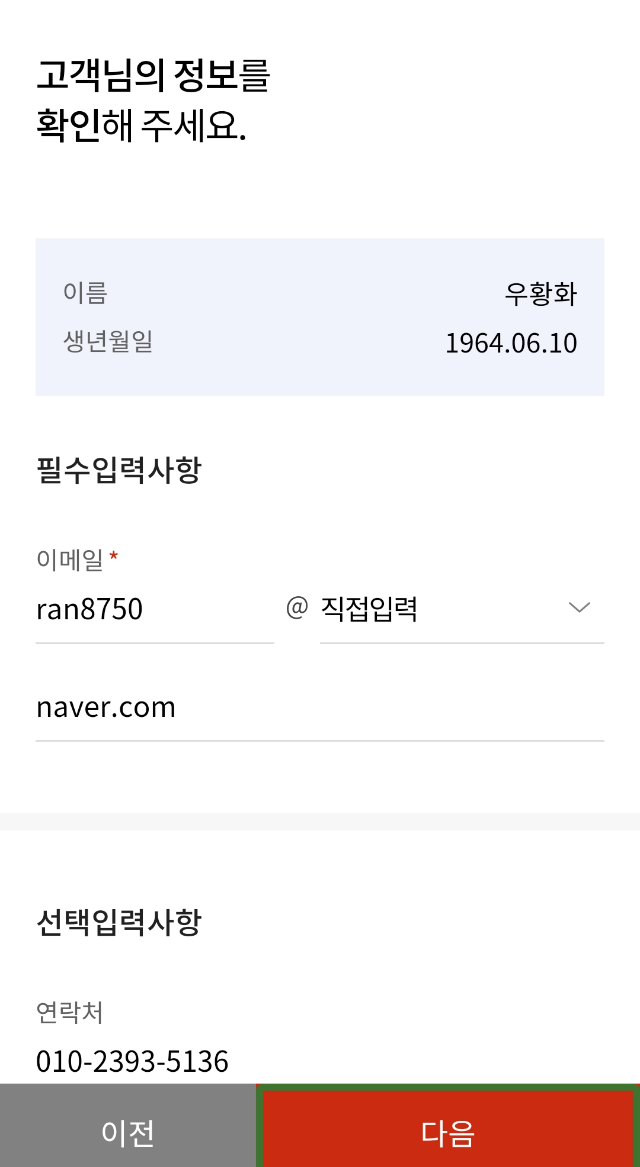 고객님의 정보를
확인해 주세요.
이름 우황화
생년월일 1964.06.10
필수입력사항
이메일 *
ran8750 @ 직접입력
naver.com
선택입력사항
연락처
010-2393-5136
이전 다음